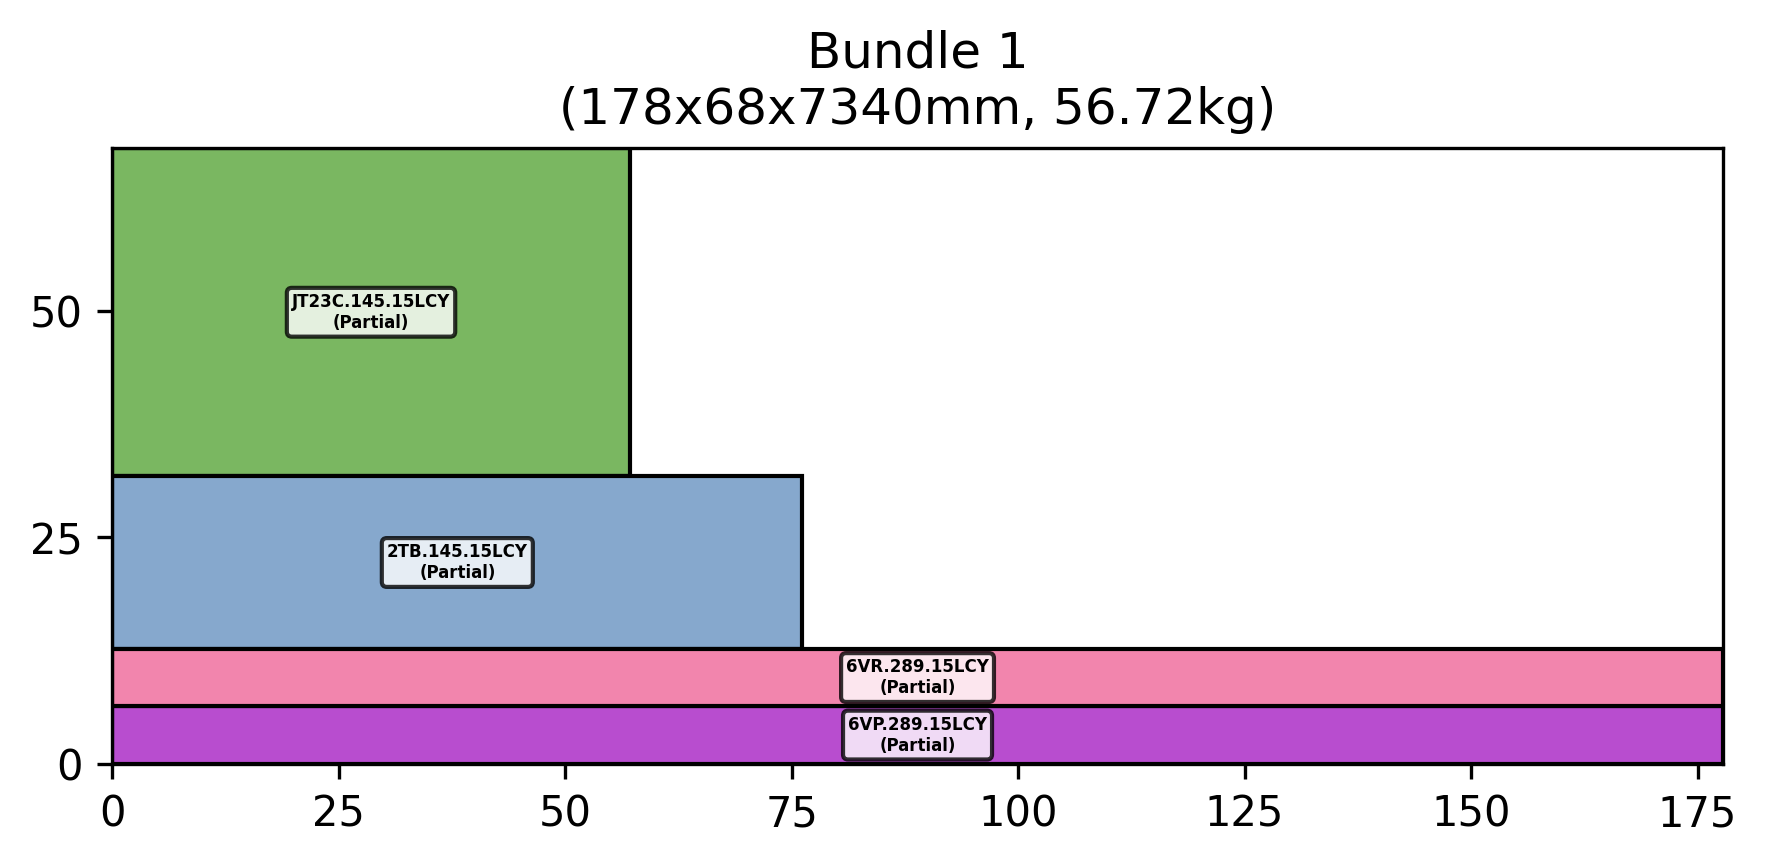 Bundle 1
(178x68x7340mm, 56.72kg)
50
JT23C.145.15LCY
(Partial)
25
2TB.145.15LCY
(Partial)
6VR.289.15LCY
(Partial)
6VP.289.15LCY
(Partial)
0
0 25 50 75 100 125 150 175